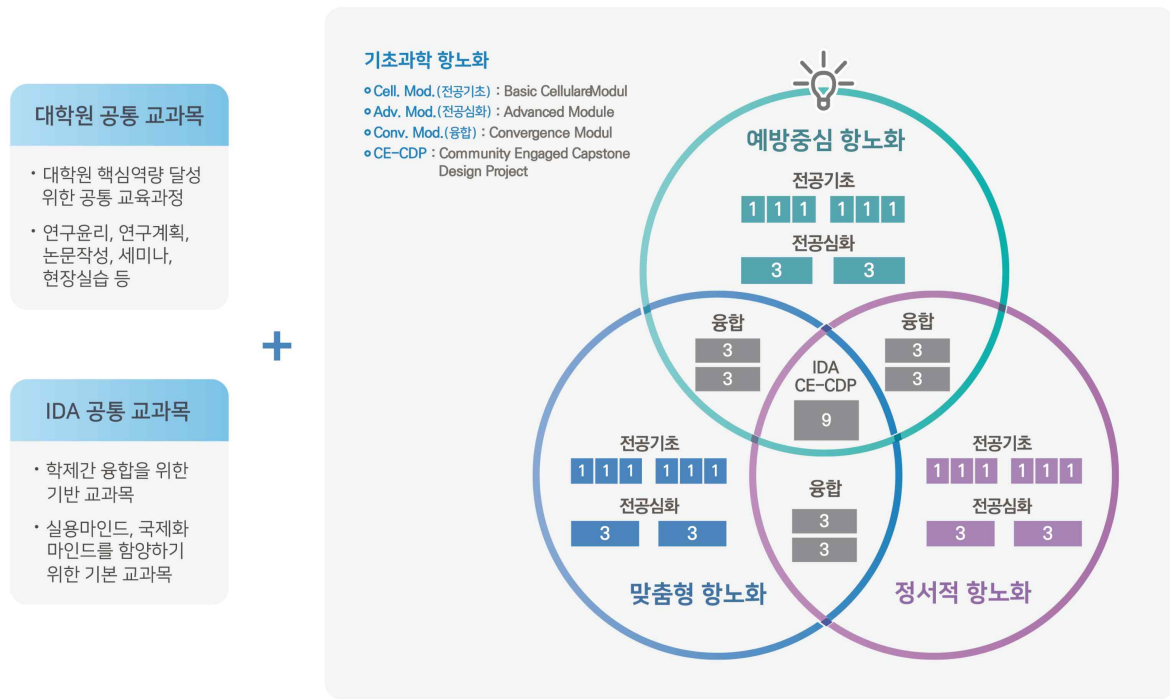 대학원 공통 교과목
· 대학원 핵심역량 달성
위한 공통 교육과정
· 연구윤리, 연구계획,
논문작성, 세미나,
현장실습 등
+
IDA 공통 교과목
· 학제간 융합을 위한
기반 교과목
· 실용마인드, 국제화
마인드를 함양하기
위한 기본 교과목
기초과학 항노화
Cell. Mod.(전공기초) : Basic CellulareModul
Adv. Mod.(전공심화) : Advanced Module
Conv. Mod.(융합) : Convergence Modul
CE-CDP : Community Engaged Capstone
Design Project
예방중심 항노화
전공기초
1 1 1 1 1 1
전공심화
3 3
융합
3
3
융합
3
3
IDA
CE-CDP
9
전공기초
1 1 1 1 1 1
전공심화
3 3
맞춤형 항노화
융합
3
3
전공기초
1 1 1 1 1 1
전공심화
3 3
정서적 항노화